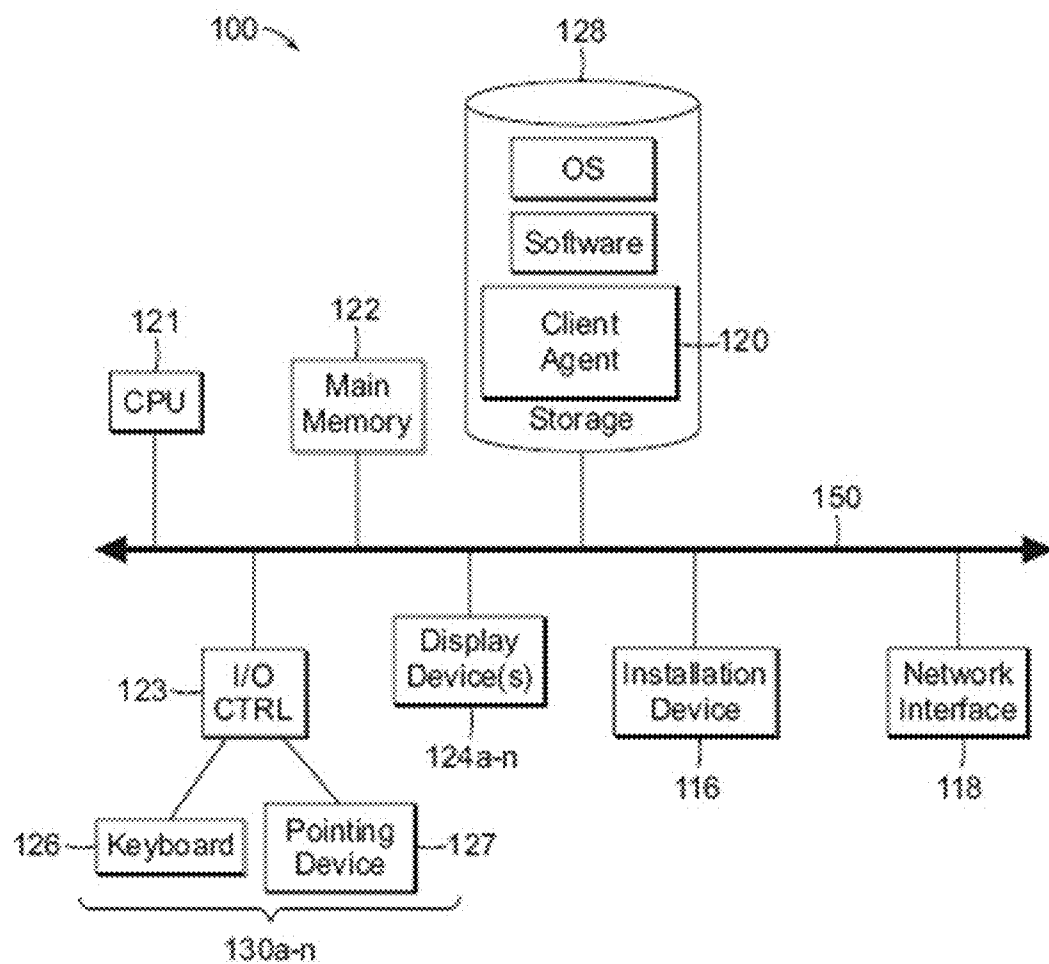 100
128
OS
Software
Client
Agent
120
Storage
121
CPU
122
Main
Memory
150
I/O
CTRL
123
Display
Device(s)
124a-n
Installation
Device
116
Network
Interface
118
126
Keyboard
Pointing
Device
127
130a-n